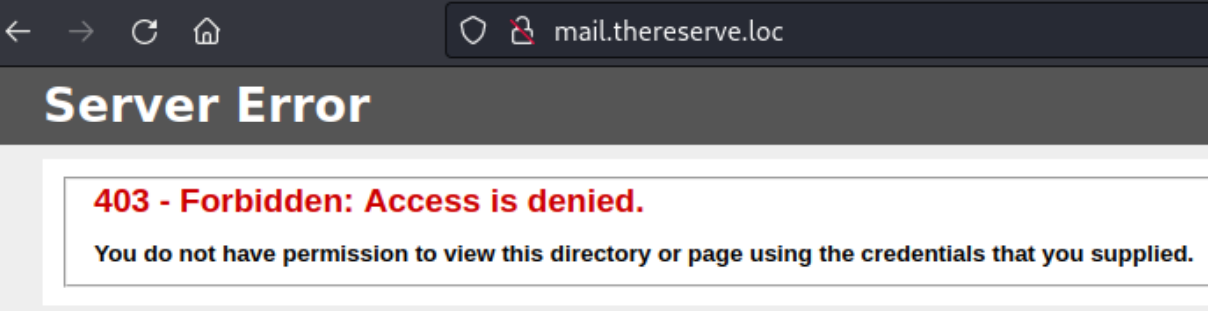 mail.thereserve.loc
Server Error
403 - Forbidden: Access is denied.
You do not have permission to view this directory or page using the credentials that you supplied.